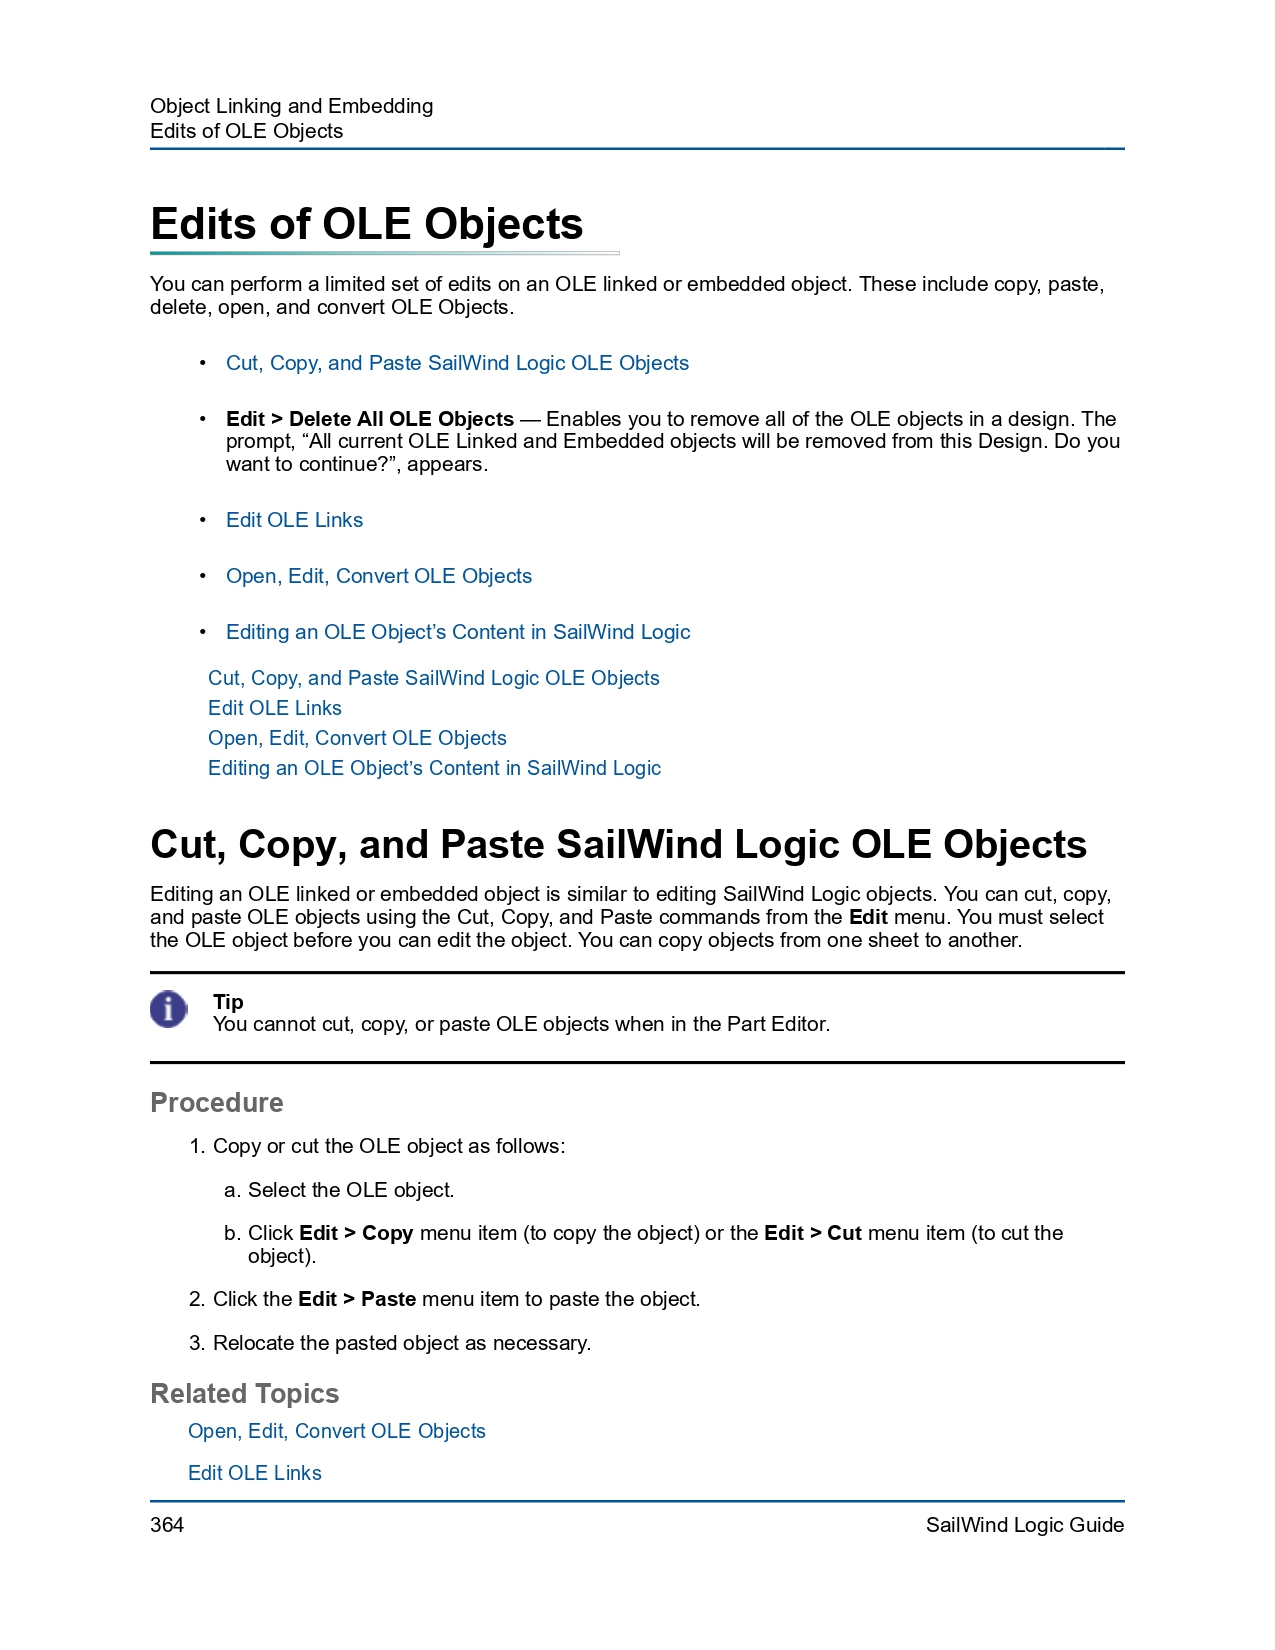 Object Linking and Embedding
Edits of OLE Objects
Edits of OLE Objects
You can perform a limited set of edits on an OLE linked or embedded object. These include copy, paste,
delete, open, and convert OLE Objects.
• Cut, Copy, and Paste SailWind Logic OLE Objects
• Edit > Delete All OLE Objects — Enables you to remove all of the OLE objects in a design. The
prompt, “All current OLE Linked and Embedded objects will be removed from this Design. Do you
want to continue?”, appears.
• Edit OLE Links
• Open, Edit, Convert OLE Objects
• Editing an OLE Object’s Content in SailWind Logic
Cut, Copy, and Paste SailWind Logic OLE Objects
Edit OLE Links
Open, Edit, Convert OLE Objects
Editing an OLE Object’s Content in SailWind Logic
Cut, Copy, and Paste SailWind Logic OLE Objects
Editing an OLE linked or embedded object is similar to editing SailWind Logic objects. You can cut, copy,
and paste OLE objects using the Cut, Copy, and Paste commands from the Edit menu. You must select
the OLE object before you can edit the object. You can copy objects from one sheet to another.
Tip
You cannot cut, copy, or paste OLE objects when in the Part Editor.
Procedure
1. Copy or cut the OLE object as follows:
a. Select the OLE object.
b. Click Edit > Copy menu item (to copy the object) or the Edit > Cut menu item (to cut the
object).
2. Click the Edit > Paste menu item to paste the object.
3. Relocate the pasted object as necessary.
Related Topics
Open, Edit, Convert OLE Objects
Edit OLE Links
364
SailWind Logic Guide